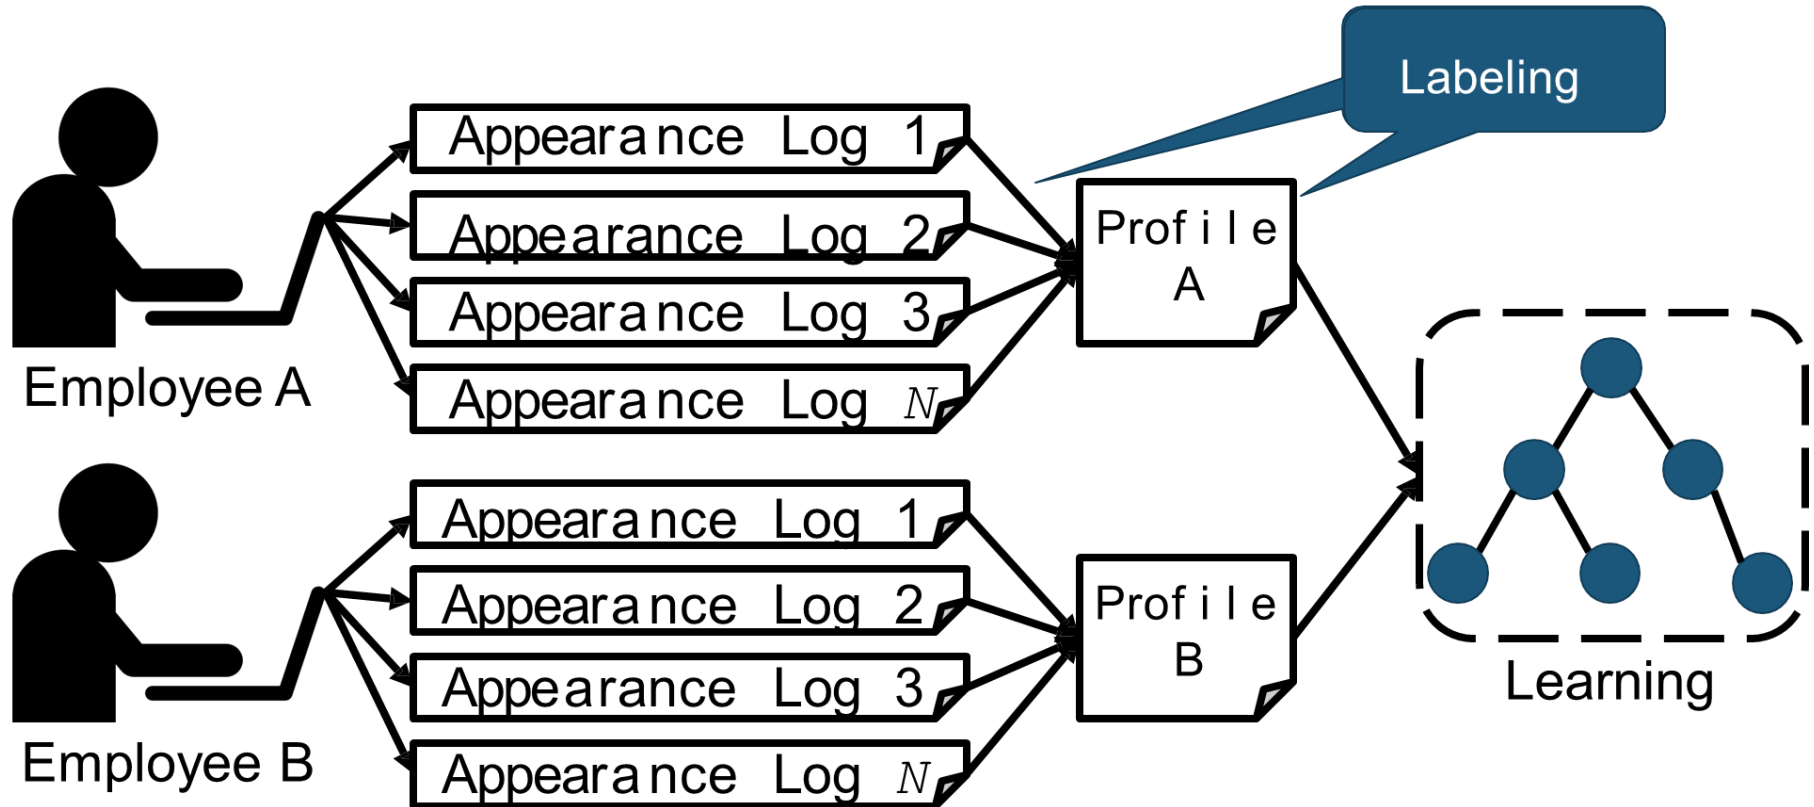 Labeling
Appearance Log 1
Appearance Log 2
Appearance Log 3
Appearance Log N
Profile
A
Employee A
Appearance Log 1
Appearance Log 2
Appearance Log 3
Appearance Log N
Profile
B
Employee B
Learning